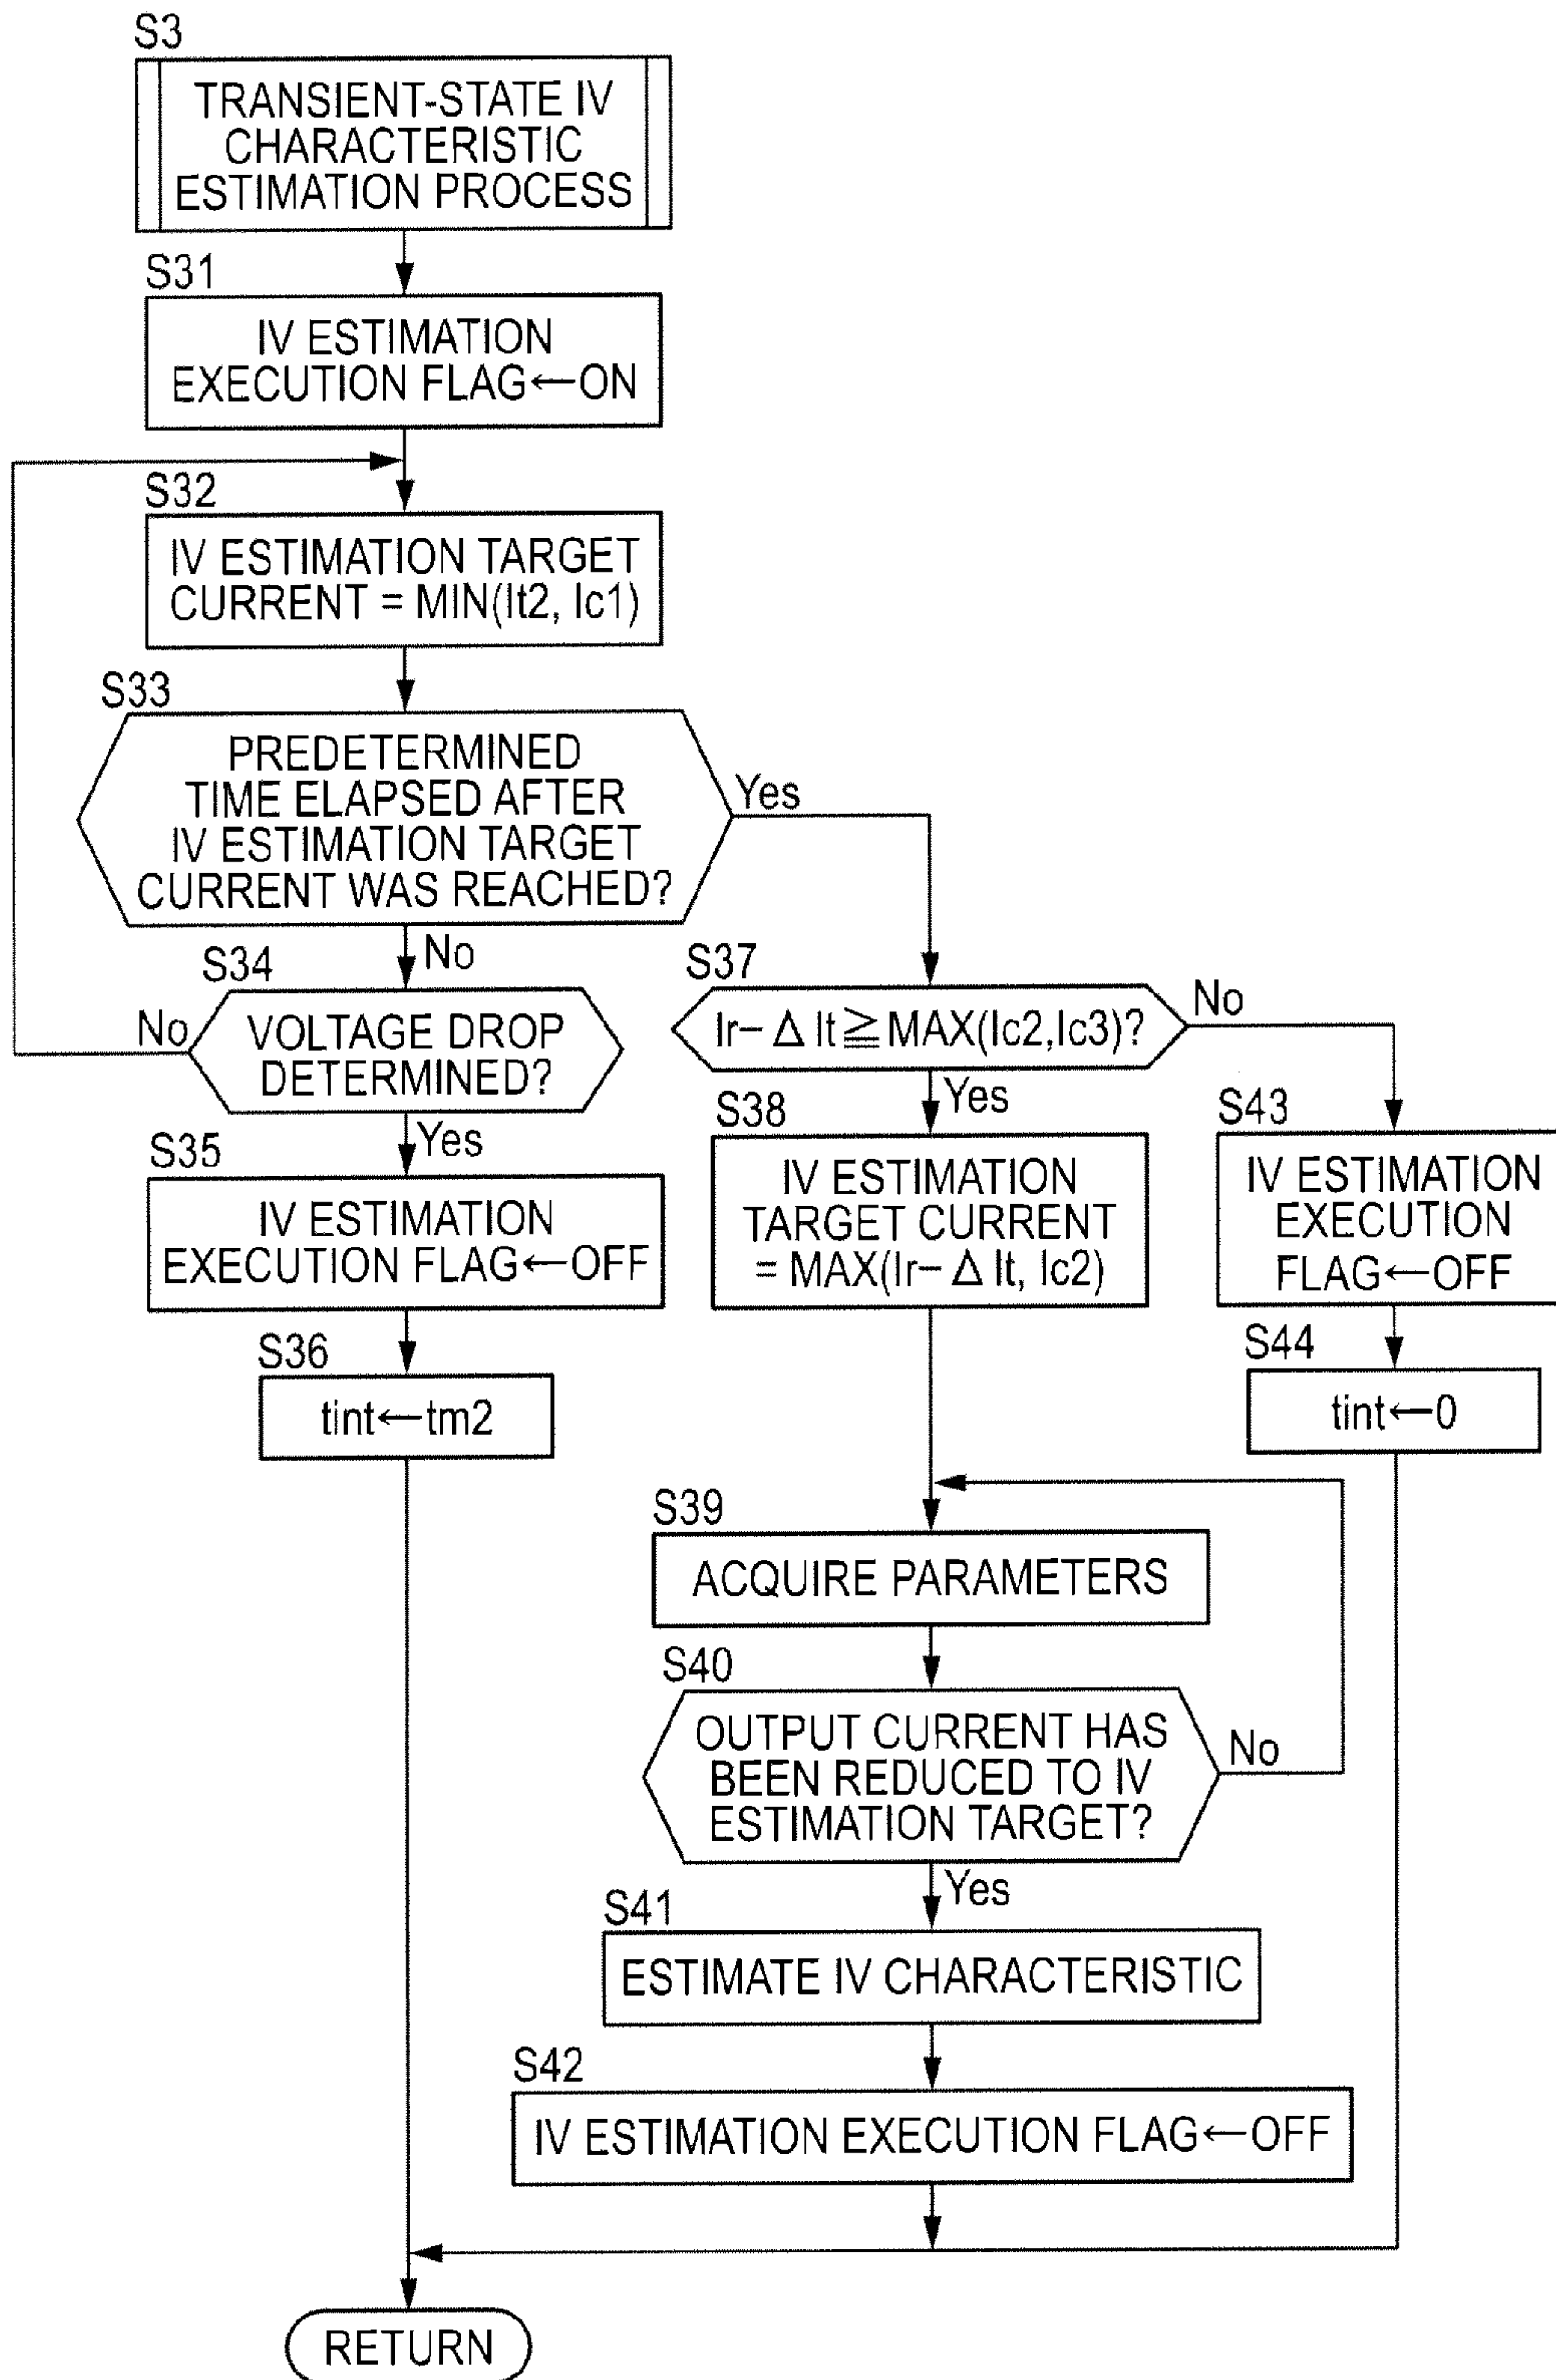 S3
TRANSIENT-STATE IV
CHARACTERISTIC
ESTIMATION PROCESS
S31
IV ESTIMATION
EXECUTION FLAG←ON
S32
IV ESTIMATION TARGET
CURRENT = MIN(It2, Ic1)
S33
PREDETERMINED
TIME ELAPSED AFTER
IV ESTIMATION TARGET
CURRENT WAS REACHED?
Yes
No
S34
VOLTAGE DROP
DETERMINED?
No
Yes
S35
IV ESTIMATION
EXECUTION FLAG←OFF
S36
tint←tm2
S37
Ir–Δ It≧MAX(Ic2,Ic3)?
No
Yes
S38
IV ESTIMATION
TARGET CURRENT
= MAX(Ir–Δ It, Ic2)
S43
IV ESTIMATION
EXECUTION
FLAG←OFF
S44
tint←0
S39
ACQUIRE PARAMETERS
S40
OUTPUT CURRENT HAS
BEEN REDUCED TO IV
ESTIMATION TARGET?
No
Yes
S41
ESTIMATE IV CHARACTERISTIC
S42
IV ESTIMATION EXECUTION FLAG←OFF
RETURN